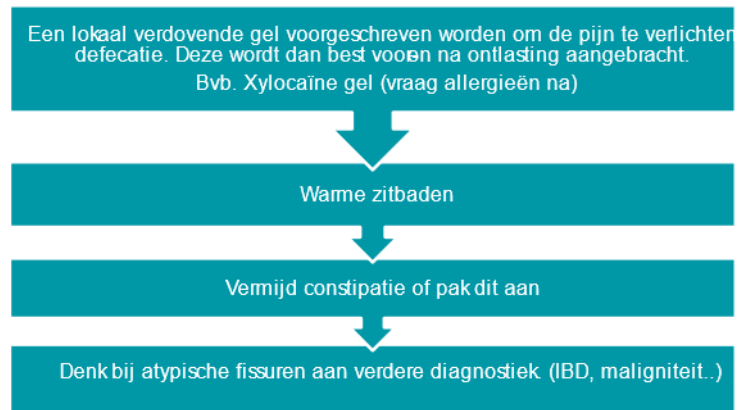 Een lokaal verdovende gel voorgeschreven worden om de pijn te verlichten
defecatie. Deze wordt dan best vooren na ontlasting aangebracht.
Bvb. Xylocaïne gel (vraag allergieën na)
Warme zitbaden
Vermijd constipatie of pak dit aan
Denk bij atypische fissuren aan verdere diagnostiek. (IBD, maligniteit..)